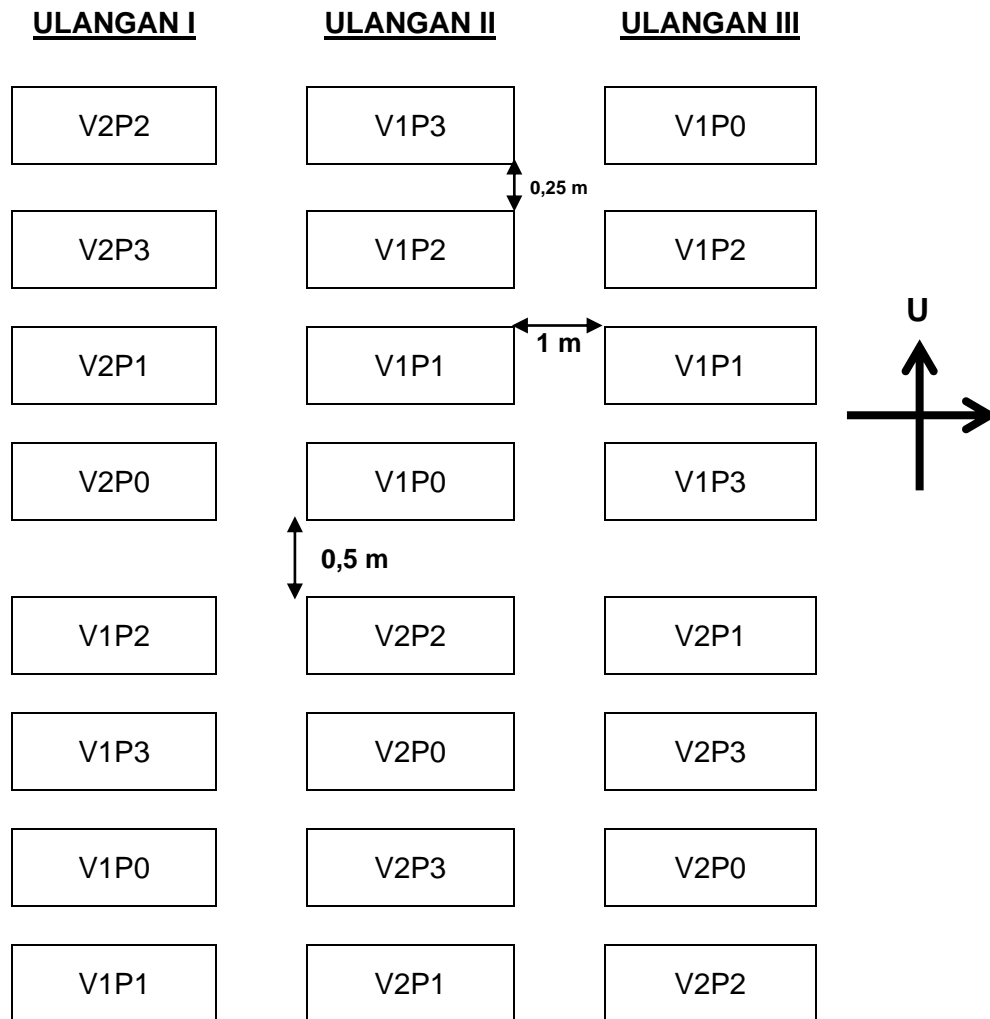 ULANGAN I ULANGAN II ULANGAN III
V2P2 V1P3 V1P0
0,25 m
V2P3 V1P2 V1P2
U
V2P1 V1P1 1 m V1P1
V2P0 V1P0 V1P3
0,5 m
V1P2 V2P2 V2P1
V1P3 V2P0 V2P3
V1P0 V2P3 V2P0
V1P1 V2P1 V2P2